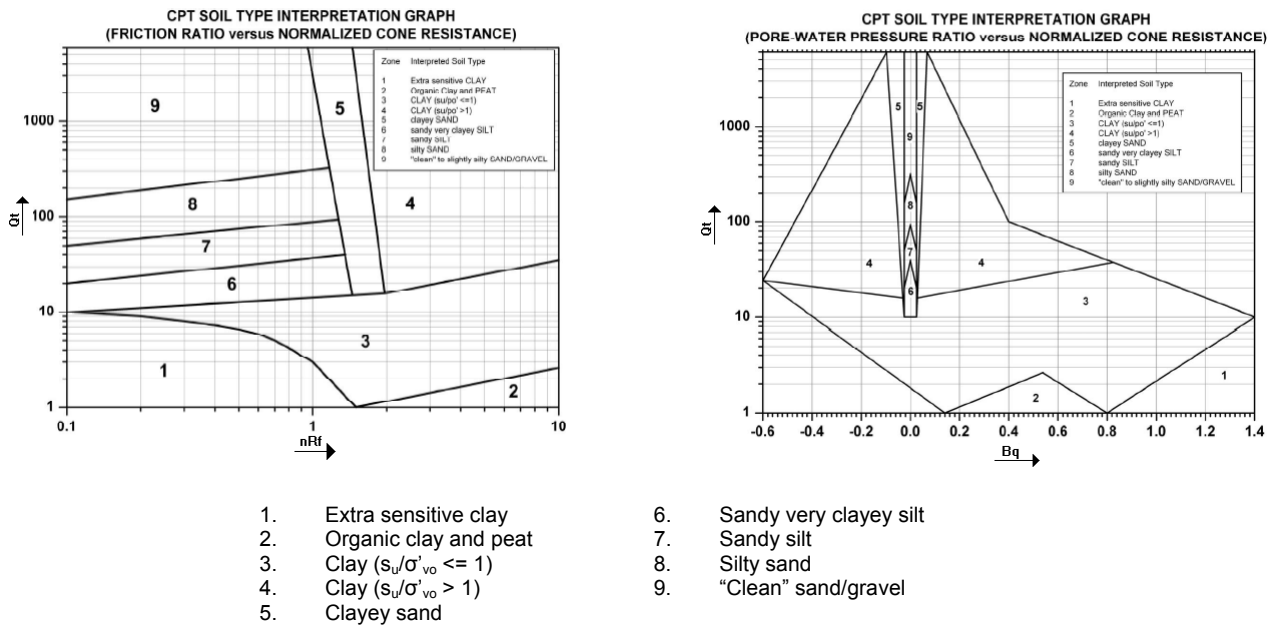 CPT SOIL TYPE INTERPRETATION GRAPH
(FRICTION RATIO versus NORMALIZED CONE RESISTANCE)
Zone Interpreted Soil Type
1 Extra sensitive CLAY
2 Organic Clay and PEAT
3 CLAY (su/po' <=1)
4 CLAY (su/po' >1)
5 clayey SAND
6 sandy very clayey SILT
7 sandy SILT
8 silty SAND
9 "clean" to slightly silty SAND/GRAVEL
9
5
1000
8
4
100
Qt
7
6
10
3
1
2
1
0.1 1 10
nRf
CPT SOIL TYPE INTERPRETATION GRAPH
(PORE-WATER PRESSURE RATIO versus NORMALIZED CONE RESISTANCE)
Zone Interpreted Soil Type
1 Extra sensitive CLAY
2 Organic Clay and PEAT
3 CLAY (su/po' <=1)
4 CLAY (su/po' >1)
5 clayey SAND
6 sandy very clayey SILT
7 sandy SILT
8 silty SAND
9 "clean" to slightly silty SAND/GRAVEL
5 5
1000
9
8
100
Qt
7
4 4
6
3
10
1
2
1
-0.6 -0.4 -0.2 0.0 0.2 0.4 0.6 0.8 1.0 1.2 1.4
Bq
1. Extra sensitive clay
2. Organic clay and peat
3. Clay (su/σ'vo <= 1)
4. Clay (su/σ'vo > 1)
5. Clayey sand
6. Sandy very clayey silt
7. Sandy silt
8. Silty sand
9. “Clean” sand/gravel